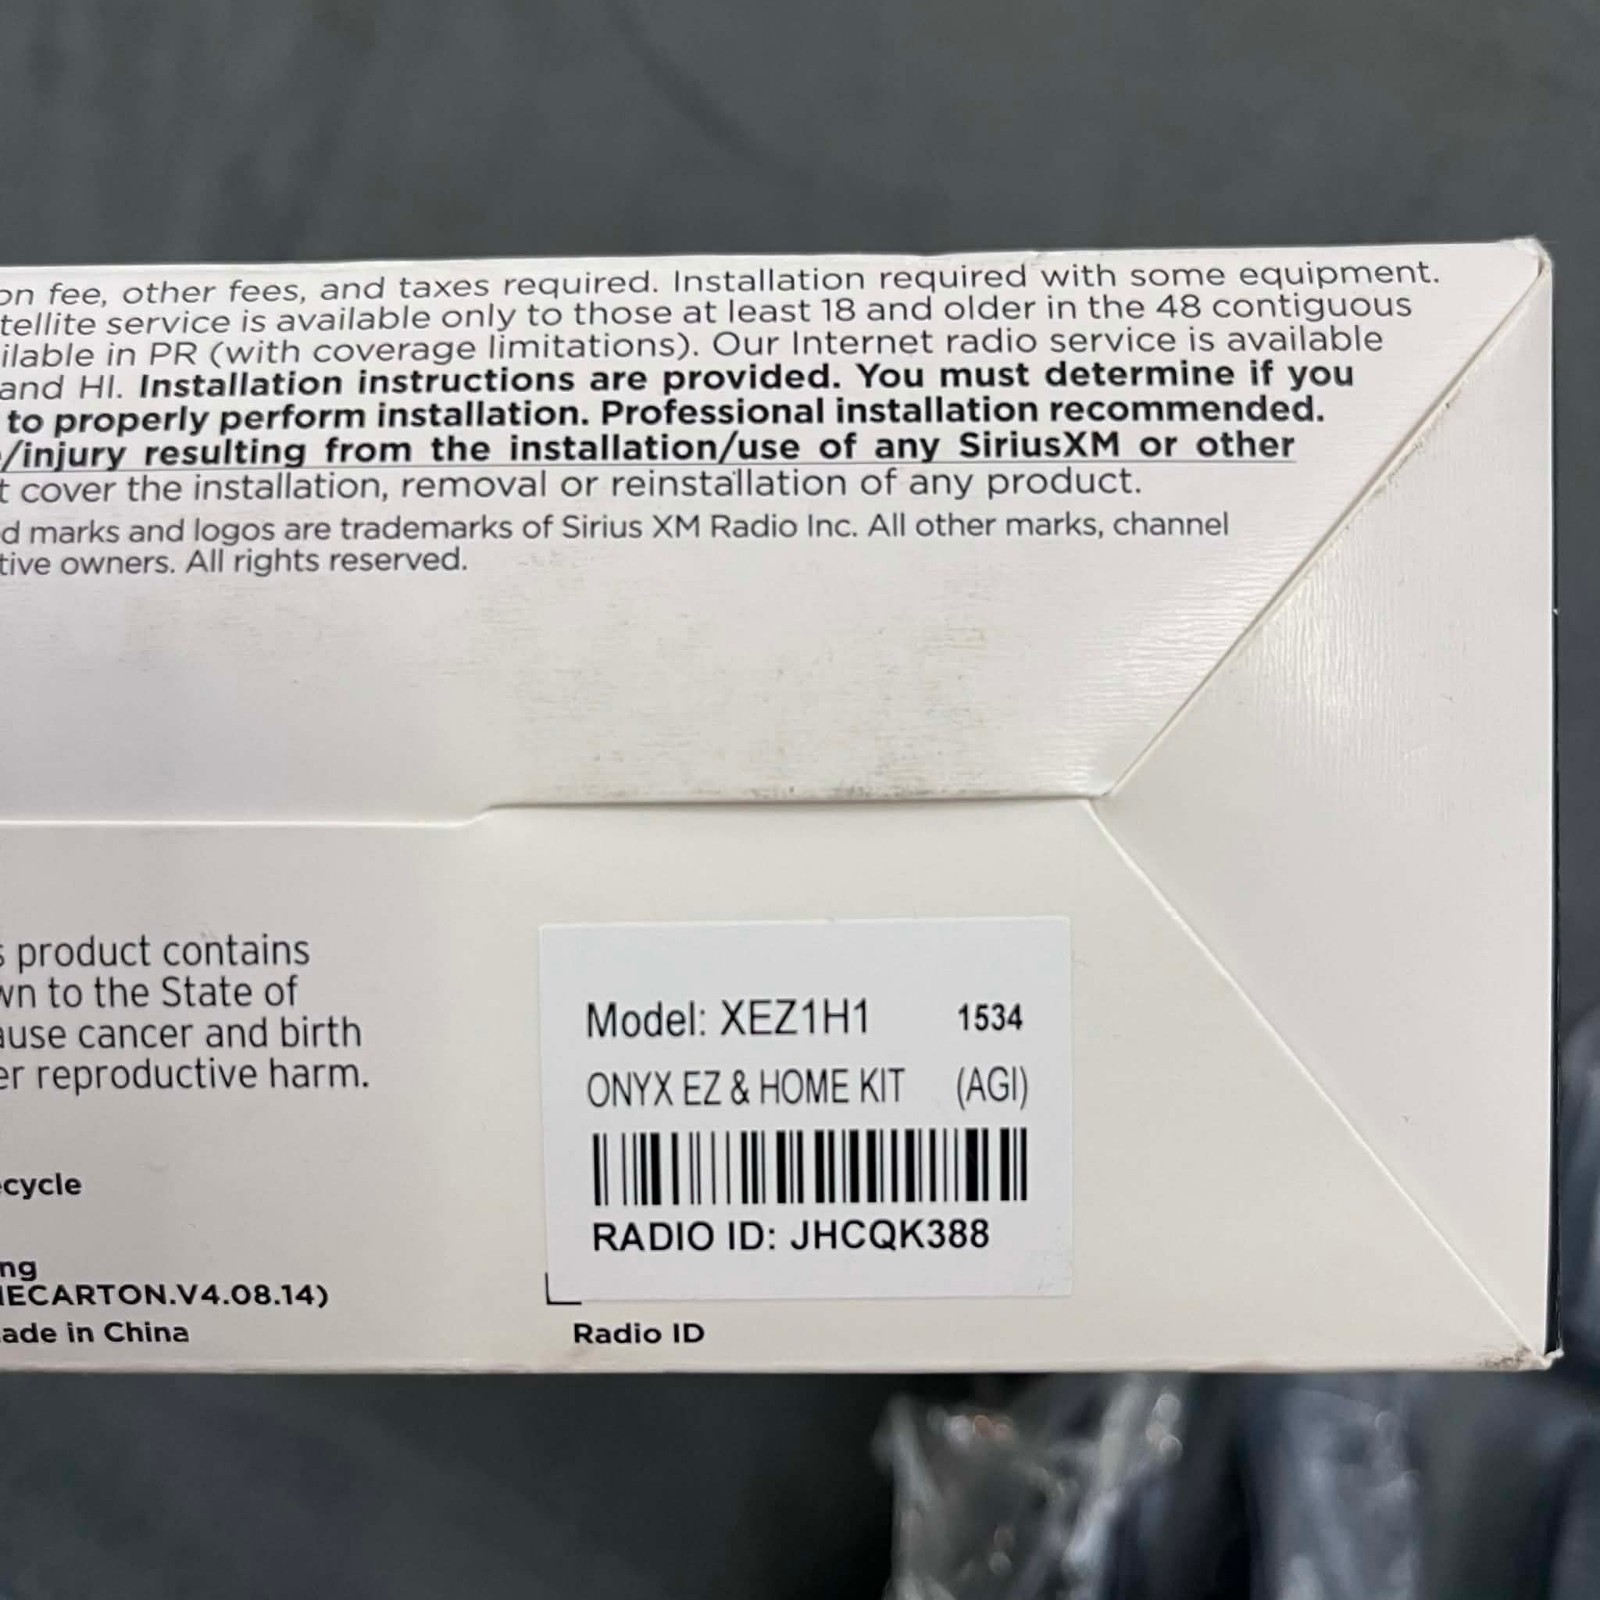 on fee, other fees, and taxes required. Installation required with some equipment.
tellite service is available only to those at least 18 and older in the 48 contiguous
ilable in PR (with coverage limitations). Our Internet radio service is available
and HI. Installation instructions are provided. You must determine if you
to properly perform installation. Professional installation recommended.
/injury resulting from the installation/use of any SiriusXM or other
t cover the installation, removal or reinstallation of any product.
d marks and logos are trademarks of Sirius XM Radio Inc. All other marks, channel
tive owners. All rights reserved.
s product contains
wn to the State of
ause cancer and birth
er reproductive harm.
ecycle
ng
ECARTON.V4.08.14)
ade in China
Model: XEZ1H1 1534
ONYX EZ & HOME KIT (AGI)
RADIO ID: JHCQK388
Radio ID